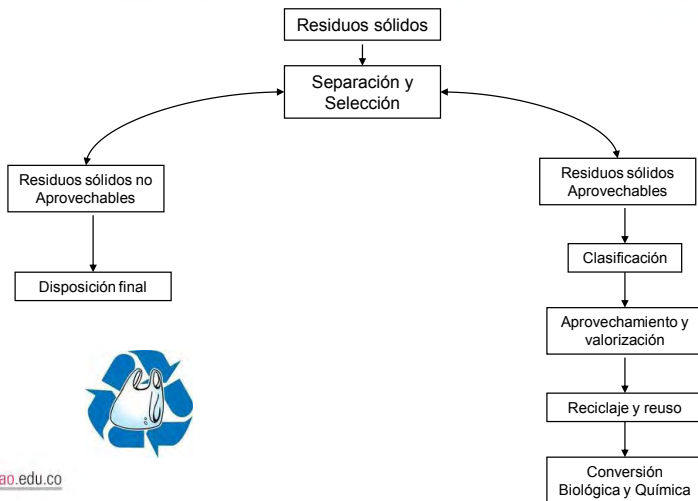 Residuos sólidos
Separación y
Selección
Residuos sólidos no
Aprovechables
Disposición final
Residuos sólidos
Aprovechables
Clasificación
Aprovechamiento y
valorización
Reciclaje y reuso
Conversión
Biológica y Química
ao.edu.co